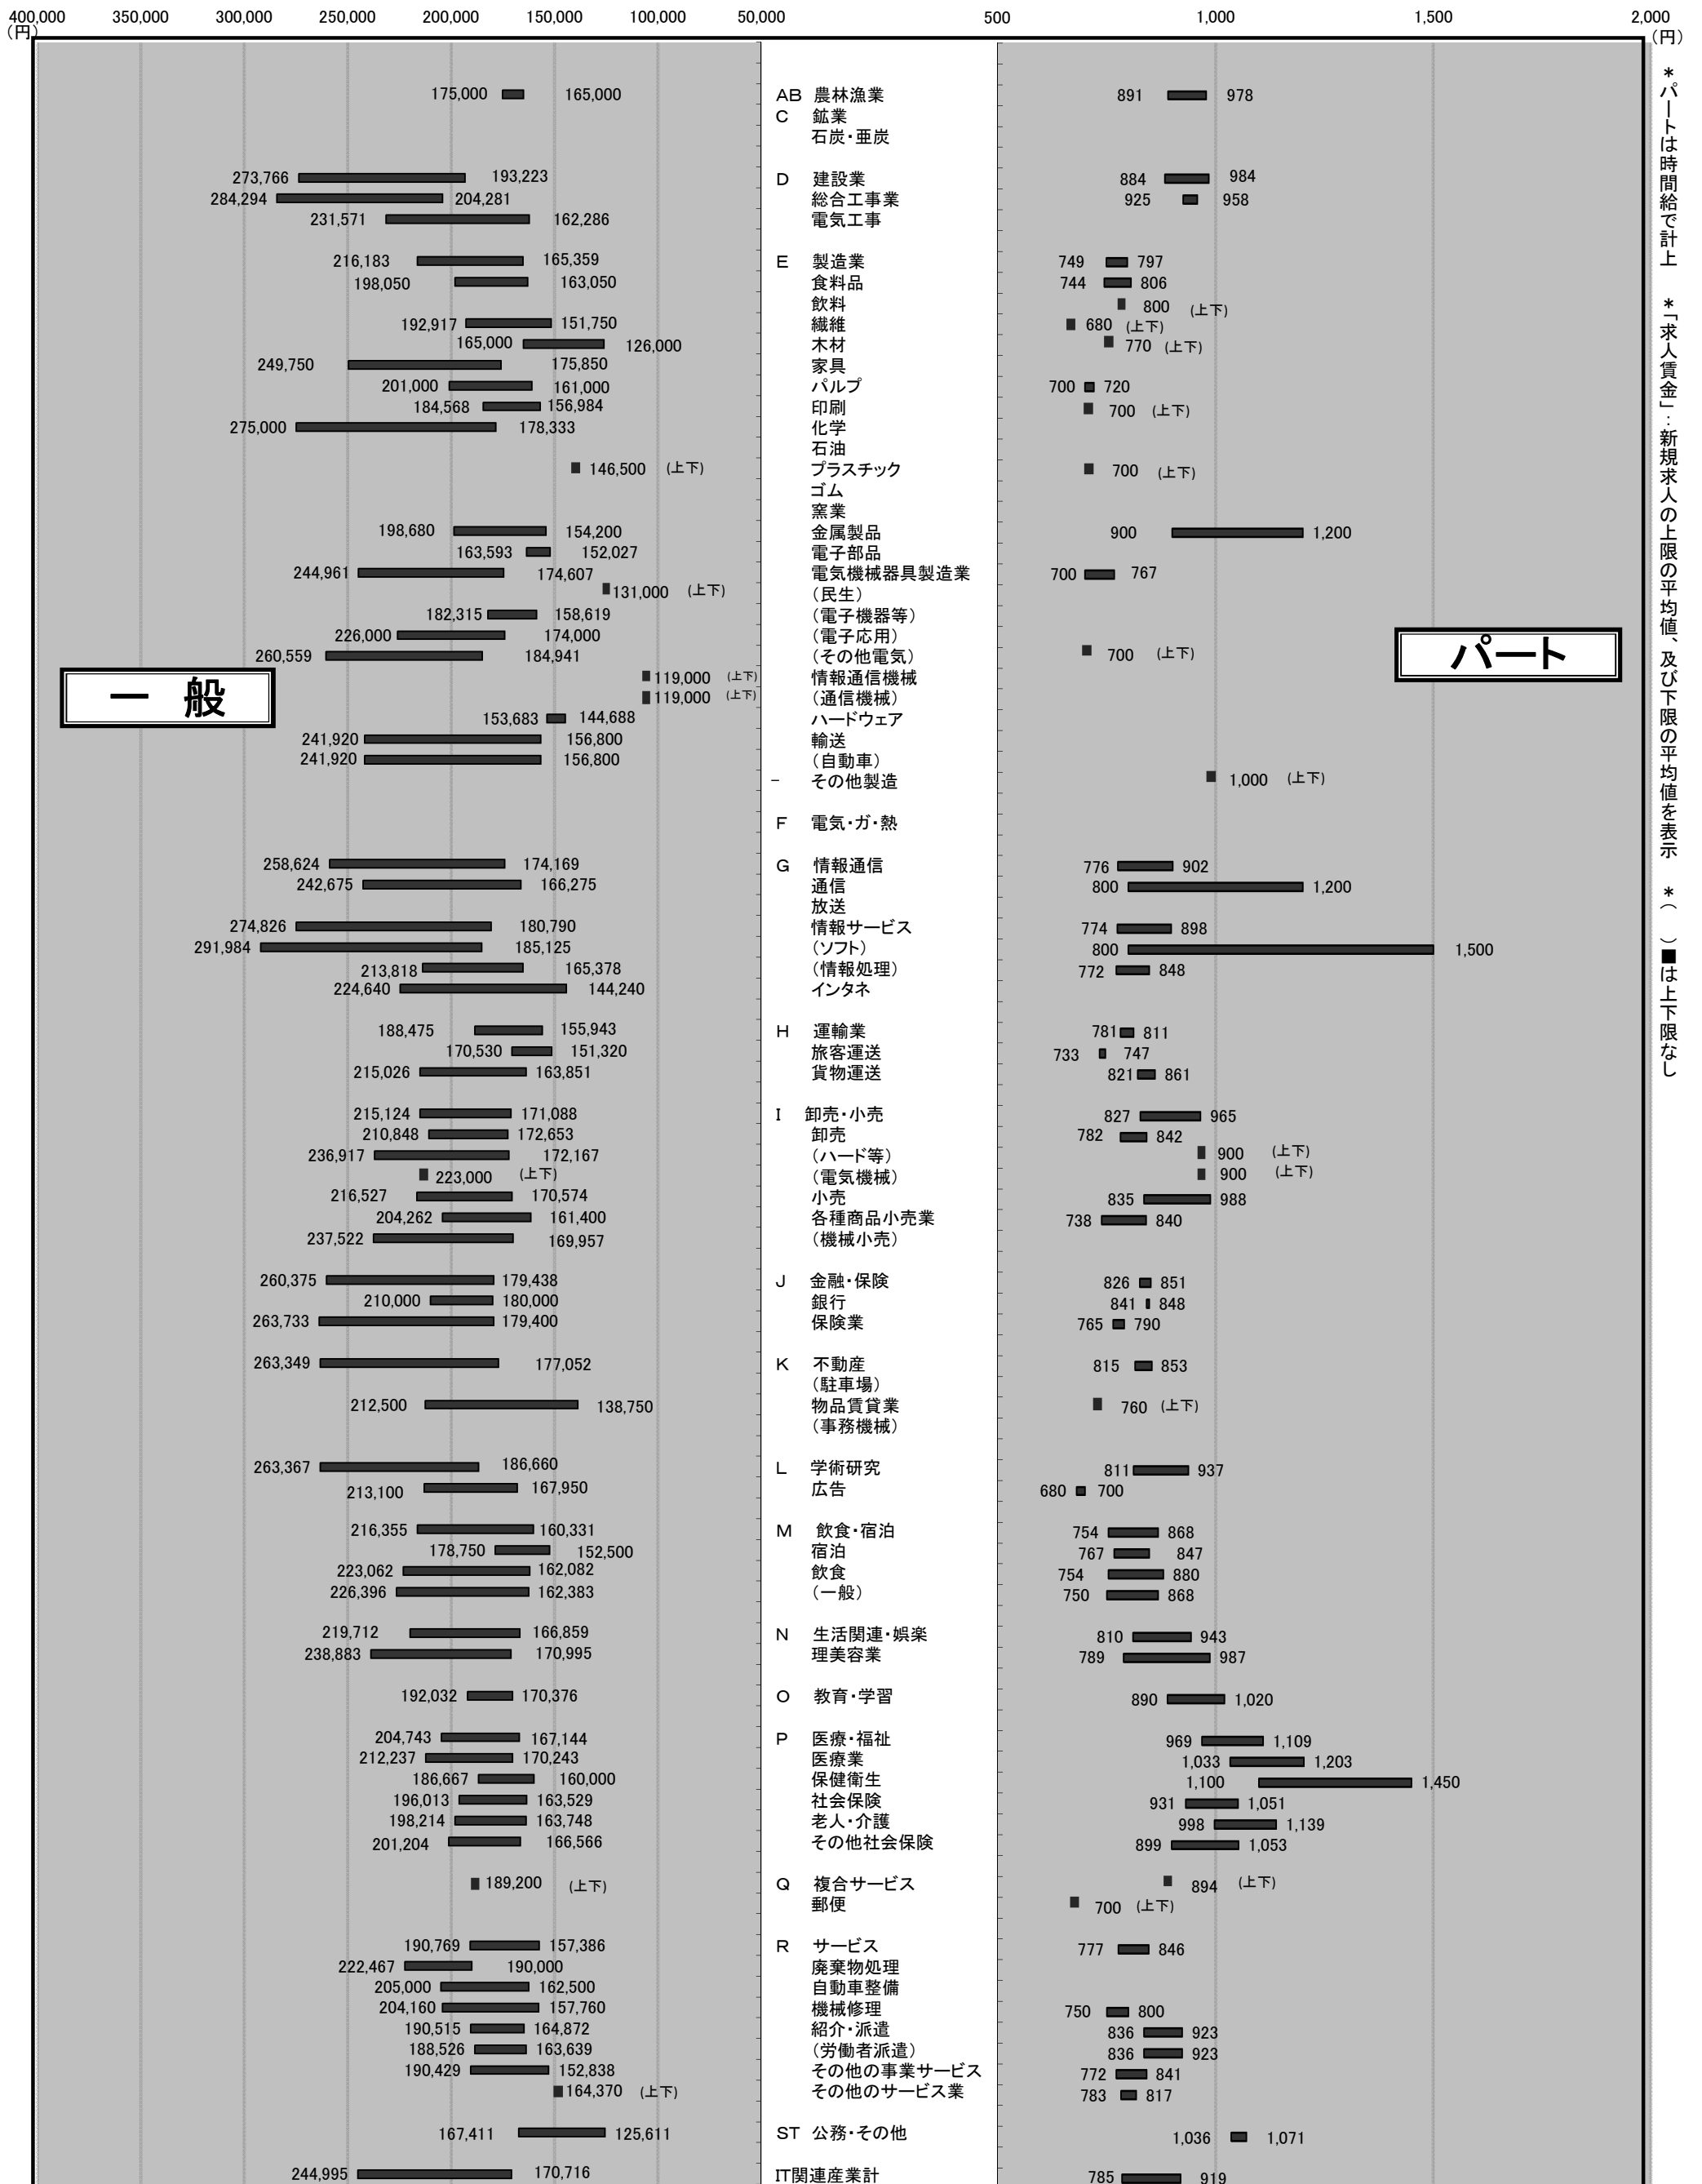 400,000 350,000 300,000 250,000 200,000 150,000 100,000 50,000 500 1,000 1,500 2,000
（円） （円）
175,000 165,000 AB 農林漁業 891 978
C 鉱業
石炭・亜炭
273,766 193,223 D 建設業 884 984
284,294 204,281 総合工事業 925 958
231,571 162,286 電気工事
216,183 165,359 E 製造業 749 797
198,050 163,050 食料品 744 806
飲料 800 （上下）
192,917 151,750 繊維 680 （上下）
165,000 126,000 木材 770 （上下）
249,750 175,850 家具
201,000 161,000 パルプ 700 720
184,568 156,984 印刷 700 （上下）
275,000 178,333 化学
石油
146,500 （上下） プラスチック 700 （上下）
ゴム
窯業
198,680 154,200 金属製品 900 1,200
163,593 152,027 電子部品
244,961 174,607 電気機械器具製造業 700 767
131,000 （上下） （民生）
182,315 158,619 （電子機器等）
226,000 174,000 （電子応用）
260,559 184,941 （その他電気） 700 （上下）
パート
119,000 （上下） 情報通信機械
一 般
119,000 （上下） （通信機械）
153,683 144,688 ハードウェア
241,920 156,800 輸送
241,920 156,800 （自動車）
− その他製造 1,000 （上下）
F 電気・ガ・熱
258,624 174,169 G 情報通信 776 902
242,675 166,275 通信 800 1,200
放送
274,826 180,790 情報サービス 774 898
291,984 185,125 （ソフト） 800 1,500
213,818 165,378 （情報処理） 772 848
224,640 144,240 インタネ
188,475 155,943 H 運輸業 781 811
170,530 151,320 旅客運送 733 747
215,026 163,851 貨物運送 821 861
215,124 171,088 I 卸売・小売 827 965
210,848 172,653 卸売 782 842
236,917 172,167 （ハード等） 900 （上下）
223,000 （上下） （電気機械） 900 （上下）
216,527 170,574 小売 835 988
204,262 161,400 各種商品小売業 738 840
237,522 169,957 （機械小売）
260,375 179,438 J 金融・保険 826 851
210,000 180,000 銀行 841 848
263,733 179,400 保険業 765 790
263,349 177,052 K 不動産 815 853
（駐車場）
212,500 138,750 物品賃貸業 760 （上下）
（事務機械）
263,367 186,660 L 学術研究 811 937
213,100 167,950 広告 680 700
216,355 160,331 M 飲食・宿泊 754 868
178,750 152,500 宿泊 767 847
223,062 162,082 飲食 754 880
226,396 162,383 （一般） 750 868
219,712 166,859 N 生活関連・娯楽 810 943
238,883 170,995 理美容業 789 987
192,032 170,376 O 教育・学習 890 1,020
204,743 167,144 P 医療・福祉 969 1,109
212,237 170,243 医療業 1,033 1,203
186,667 160,000 保健衛生 1,100 1,450
196,013 163,529 社会保険 931 1,051
198,214 163,748 老人・介護 998 1,139
201,204 166,566 その他社会保険 899 1,053
189,200 （上下） Q 複合サービス 894 （上下）
郵便 700 （上下）
190,769 157,386 R サービス 777 846
222,467 190,000 廃棄物処理
205,000 162,500 自動車整備
204,160 157,760 機械修理 750 800
190,515 164,872 紹介・派遣 836 923
188,526 163,639 （労働者派遣） 836 923
190,429 152,838 その他の事業サービス 772 841
164,370 （上下） その他のサービス業 783 817
167,411 125,611 ST 公務・その他 1,036 1,071
244,995 170,716 IT関連産業計 785 919
＊パートは時間給で計上 ＊「求人賃金」：新規求人の上限の平均値、及び下限の平均値を表示 ＊（ ）■は上下限なし